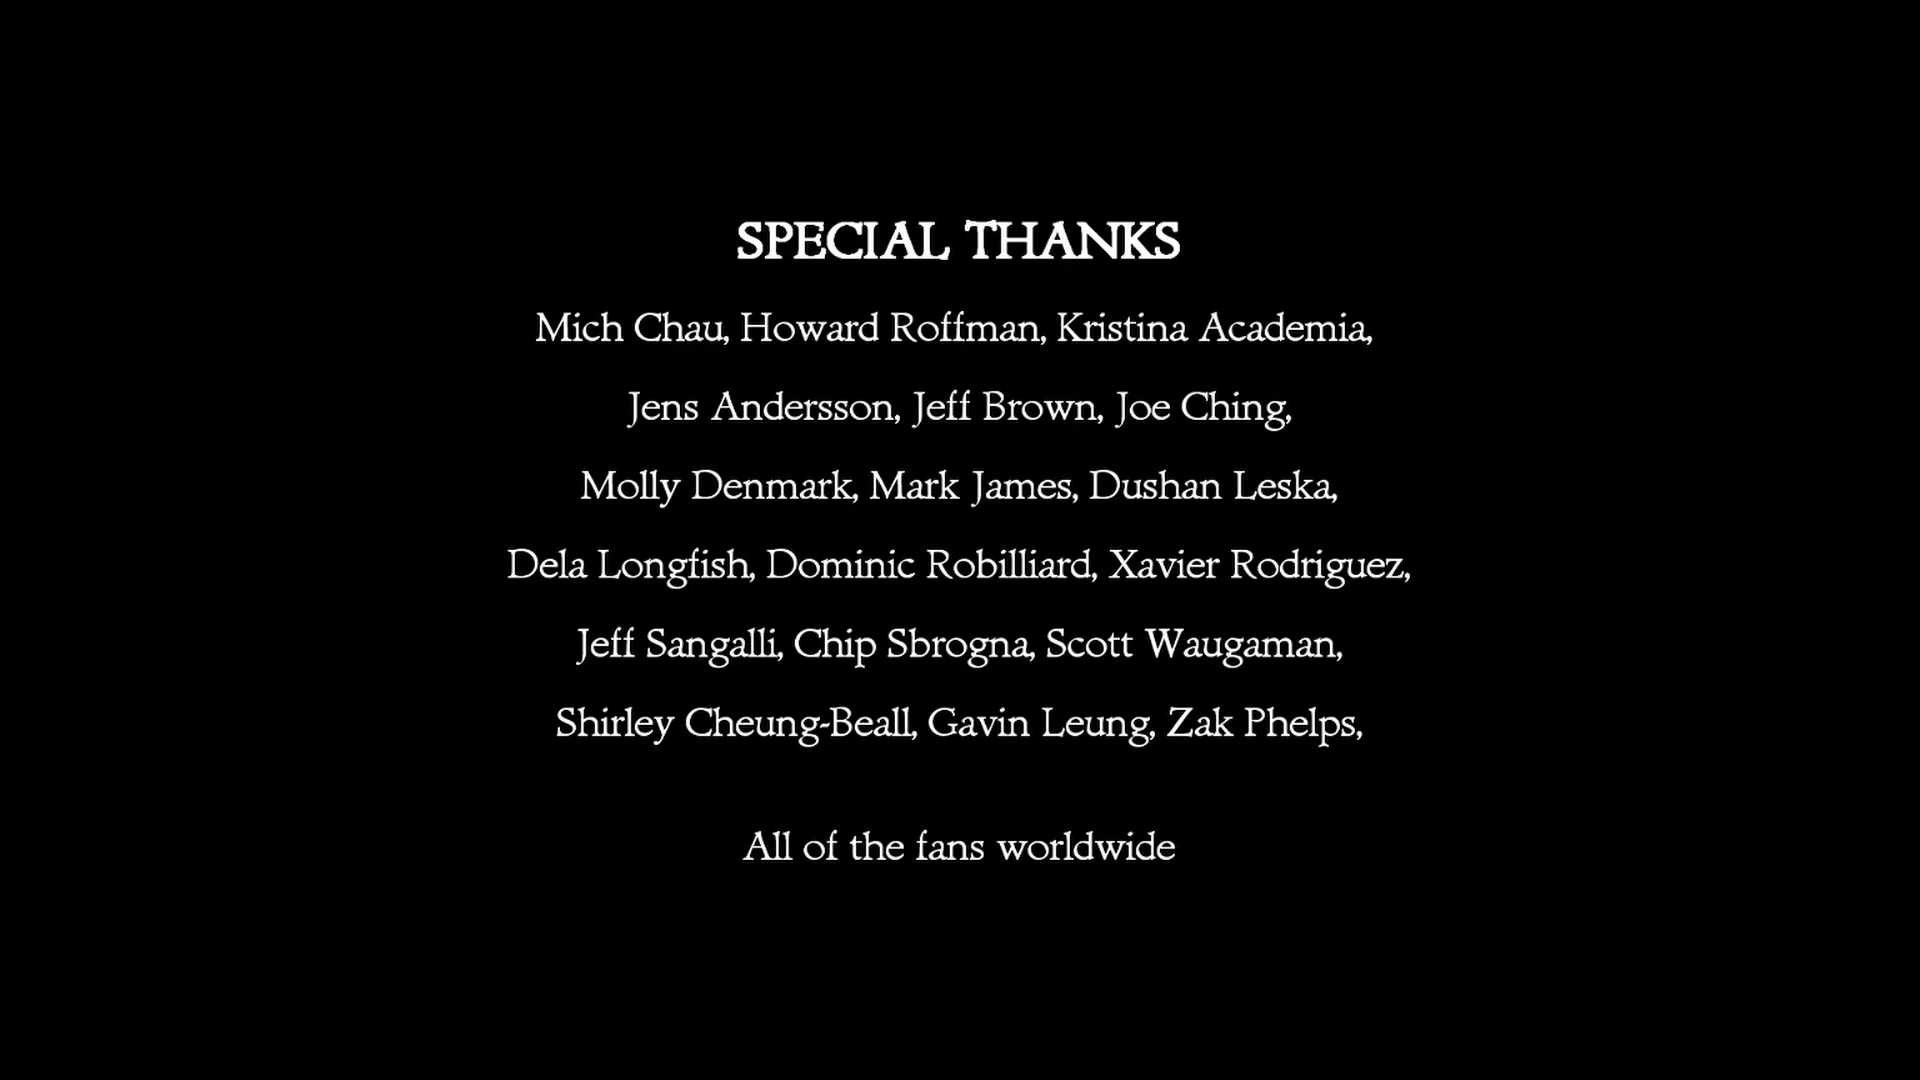 SPECIAL THANKS
Mich Chau, Howard Roffman, Kristina Academia,
Jens Andersson, Jeff Brown, Joe Ching,
Molly Denmark, Mark James, Dushan Leska,
Dela Longfish, Dominic Robilliard, Xavier Rodriguez,
Jeff Sangalli, Chip Sbrogna, Scott Waugaman,
Shirley Cheung-Beall, Gavin Leung, Zak Phelps,
All of the fans worldwide